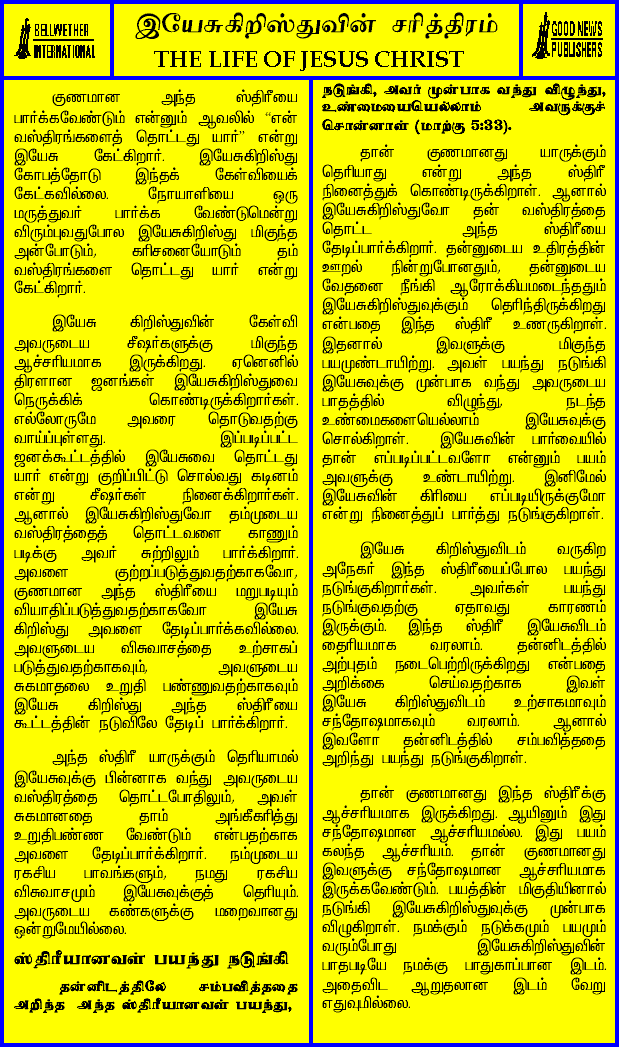 BELLWETHER
INTERNATIONAL
இயேசுகிறிஸ்துவின் சரித்திரம்
THE LIFE OF JESUS CHRIST
GOOD NEWS
PUBLISHERS
குணமான அந்த ஸ்திரீயை
பார்க்கவேண்டும் என்னும் ஆவலில் “என்
வஸ்திரங்களைத் தொட்டது யார்” என்று
இயேசு கேட்கிறார். இயேசுகிறிஸ்து
கோபத்தோடு இந்தக் கேள்வியைக்
கேட்கவில்லை. நோயாளியை ஒரு
மருத்துவர் பார்க்க வேண்டுமென்று
விரும்புவதுபோல இயேசுகிறிஸ்து மிகுந்த
அன்போடும், கரிசனையோடும் தம்
வஸ்திரங்களை தொட்டது யார் என்று
கேட்கிறார்.
இயேசு கிறிஸ்துவின் கேள்வி
அவருடைய சீஷர்களுக்கு மிகுந்த
ஆச்சரியமாக இருக்கிறது. ஏனெனில்
திரளான ஜனங்கள் இயேசுகிறிஸ்துவை
நெருக்கிக் கொண்டிருக்கிறார்கள்.
எல்லோருமே அவரை தொடுவதற்கு
வாய்ப்புள்ளது. இப்படிப்பட்ட
ஜனக்கூட்டத்தில் இயேசுவை தொட்டது
யார் என்று குறிப்பிட்டு சொல்வது கடினம்
என்று சீஷர்கள் நினைக்கிறார்கள்.
ஆனால் இயேசுகிறிஸ்துவோ தம்முடைய
வஸ்திரத்தைத் தொட்டவளை காணும்
படிக்கு அவர் சுற்றிலும் பார்க்கிறார்.
அவளை குற்றப்படுத்துவதற்காகவோ,
குணமான அந்த ஸ்திரீயை மறுபடியும்
வியாதிப்படுத்துவதற்காகவோ இயேசு
கிறிஸ்து அவளை தேடிப்பார்க்கவில்லை.
அவளுடைய விசுவாசத்தை உற்சாகப்
படுத்துவதற்காகவும், அவளுடைய
சுகமாதலை உறுதி பண்ணுவதற்காகவும்
இயேசு கிறிஸ்து அந்த ஸ்திரீயை
கூட்டத்தின் நடுவிலே தேடிப் பார்க்கிறார்.
அந்த ஸ்திரீ யாருக்கும் தெரியாமல்
இயேசுவுக்கு பின்னாக வந்து அவருடைய
வஸ்திரத்தை தொட்டபோதிலும், அவள்
சுகமானதை தாம் அங்கீகரித்து
உறுதிபண்ண வேண்டும் என்பதற்காக
அவளை தேடிப்பார்க்கிறார். நம்முடைய
ரகசிய பாவங்களும், நமது ரகசிய
விசுவாசமும் இயேசுவுக்குத் தெரியும்.
அவருடைய கண்களுக்கு மறைவானது
ஒன்றுமேயில்லை.
ஸ்திரீயானவள் பயந்து நடுங்கி
தன்னிடத்திலே சம்பவித்ததை
அறிந்த அந்த ஸ்திரீயானவள் பயந்து,
நடுங்கி, அவர் முன்பாக வந்து விழுந்து,
உண்மையையெல்லாம் அவருக்குச்
சொன்னாள் (மாற்கு 5:33).
தான் குணமானது யாருக்கும்
தெரியாது என்று அந்த ஸ்திரீ
நினைத்துக் கொண்டிருக்கிறாள். ஆனால்
இயேசுகிறிஸ்துவோ தன் வஸ்திரத்தை
தொட்ட அந்த ஸ்திரீயை
தேடிப்பார்க்கிறார். தன்னுடைய உதிரத்தின்
ஊறல் நின்றுபோனதும், தன்னுடைய
வேதனை நீங்கி ஆரோக்கியமடைந்ததும்
இயேசுகிறிஸ்துவுக்கும் தெரிந்திருக்கிறது
என்பதை இந்த ஸ்திரீ உணருகிறாள்.
இதனால் இவளுக்கு மிகுந்த
பயமுண்டாயிற்று. அவள் பயந்து நடுங்கி
இயேசுவுக்கு முன்பாக வந்து அவருடைய
பாதத்தில் விழுந்து, நடந்த
உண்மைகளையெல்லாம் இயேசுவுக்கு
சொல்கிறாள். இயேசுவின் பார்வையில்
தான் எப்படிப்பட்டவளோ என்னும் பயம்
அவளுக்கு உண்டாயிற்று. இனிமேல்
இயேசுவின் கிரியை எப்படியிருக்குமோ
என்று நினைத்துப் பார்த்து நடுங்குகிறாள்.
இயேசு கிறிஸ்துவிடம் வருகிற
அநேகர் இந்த ஸ்திரீயைப்போல பயந்து
நடுங்குகிறார்கள். அவர்கள் பயந்து
நடுங்குவதற்கு ஏதாவது காரணம்
இருக்கும். இந்த ஸ்திரீ இயேசுவிடம்
தைரியமாக வரலாம். தன்னிடத்தில்
அற்புதம் நடைபெற்றிருக்கிறது என்பதை
அறிக்கை செய்வதற்காக இவள்
இயேசு கிறிஸ்துவிடம் உற்சாகமாவும்
சந்தோஷமாகவும் வரலாம். ஆனால்
இவளோ தன்னிடத்தில் சம்பவித்ததை
அறிந்து பயந்து நடுங்குகிறாள்.
தான் குணமானது இந்த ஸ்திரீக்கு
ஆச்சரியமாக இருக்கிறது. ஆயினும் இது
சந்தோஷமான ஆச்சரியமல்ல. இது பயம்
கலந்த ஆச்சரியம். தான் குணமானது
இவளுக்கு சந்தோஷமான ஆச்சரியமாக
இருக்கவேண்டும். பயத்தின் மிகுதியினால்
நடுங்கி இயேசுகிறிஸ்துவுக்கு முன்பாக
விழுகிறாள். நமக்கும் நடுக்கமும் பயமும்
வரும்போது இயேசுகிறிஸ்துவின்
பாதபடியே நமக்கு பாதுகாப்பான இடம்.
அதைவிட ஆறுதலான இடம் வேறு
எதுவுமில்லை.